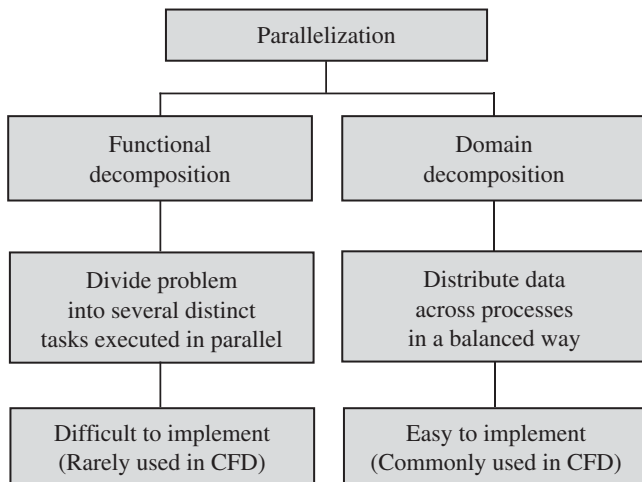 Parallelization
Functional
decomposition
Domain
decomposition
Divide problem
into several distinct
tasks executed in parallel
Distribute data
across processes
in a balanced way
Difficult to implement
(Rarely used in CFD)
Easy to implement
(Commonly used in CFD)